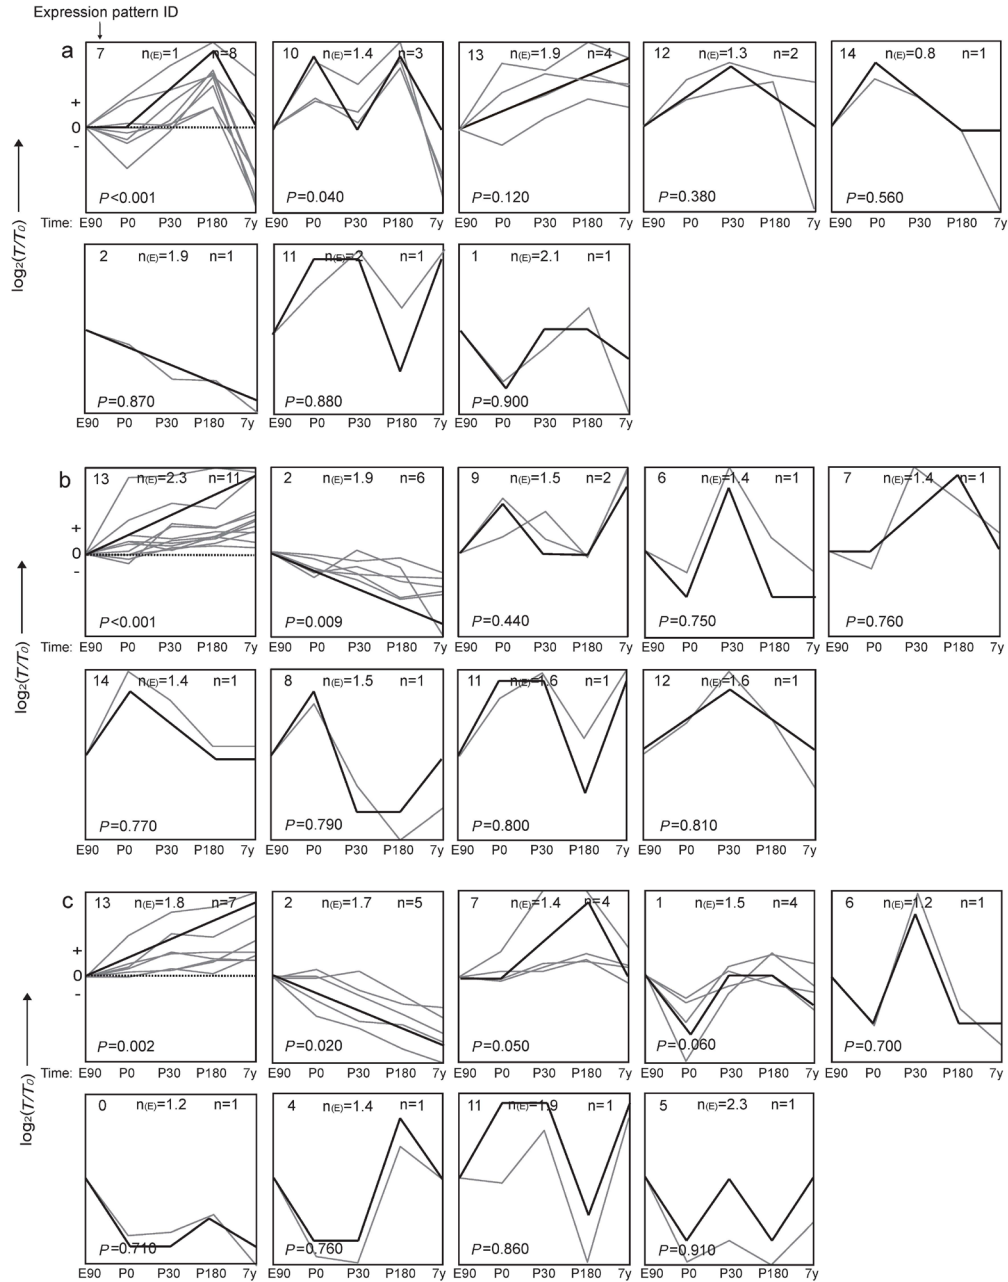 Expression pattern ID
a
7 n(E)=1 n=8
10 n(E)=1.4 n=3
13 n(E)=1.9 n=4
12 n(E)=1.3 n=2
14 n(E)=0.8 n=1
+
0
-
log2(T/T0)
P<0.001
P=0.040
P=0.120
P=0.380
P=0.560
Time: E90 P0 P30 P180 7y
E90 P0 P30 P180 7y
E90 P0 P30 P180 7y
E90 P0 P30 P180 7y
E90 P0 P30 P180 7y
2 n(E)=1.9 n=1
11 n(E)=2 n=1
1 n(E)=2.1 n=1
P=0.870
P=0.880
P=0.900
E90 P0 P30 P180 7y
E90 P0 P30 P180 7y
E90 P0 P30 P180 7y
b
13 n(E)=2.3 n=11
2 n(E)=1.9 n=6
9 n(E)=1.5 n=2
6 n(E)=1.4 n=1
7 n(E)=1.4 n=1
+
0
-
log2(T/T0)
P<0.001
P=0.009
P=0.440
P=0.750
P=0.760
Time: E90 P0 P30 P180 7y
E90 P0 P30 P180 7y
E90 P0 P30 P180 7y
E90 P0 P30 P180 7y
E90 P0 P30 P180 7y
14 n(E)=1.4 n=1
8 n(E)=1.5 n=1
11 n(E)=1.6 n=1
12 n(E)=1.6 n=1
P=0.770
P=0.790
P=0.800
P=0.810
E90 P0 P30 P180 7y
E90 P0 P30 P180 7y
E90 P0 P30 P180 7y
E90 P0 P30 P180 7y
c
13 n(E)=1.8 n=7
2 n(E)=1.7 n=5
7 n(E)=1.4 n=4
1 n(E)=1.5 n=4
6 n(E)=1.2 n=1
+
0
-
log2(T/T0)
P=0.002
P=0.020
P=0.050
P=0.060
P=0.700
Time: E90 P0 P30 P180 7y
E90 P0 P30 P180 7y
E90 P0 P30 P180 7y
E90 P0 P30 P180 7y
E90 P0 P30 P180 7y
0 n(E)=1.2 n=1
4 n(E)=1.4 n=1
11 n(E)=1.9 n=1
5 n(E)=2.3 n=1
P=0.710
P=0.760
P=0.860
P=0.910
E90 P0 P30 P180 7y
E90 P0 P30 P180 7y
E90 P0 P30 P180 7y
E90 P0 P30 P180 7y